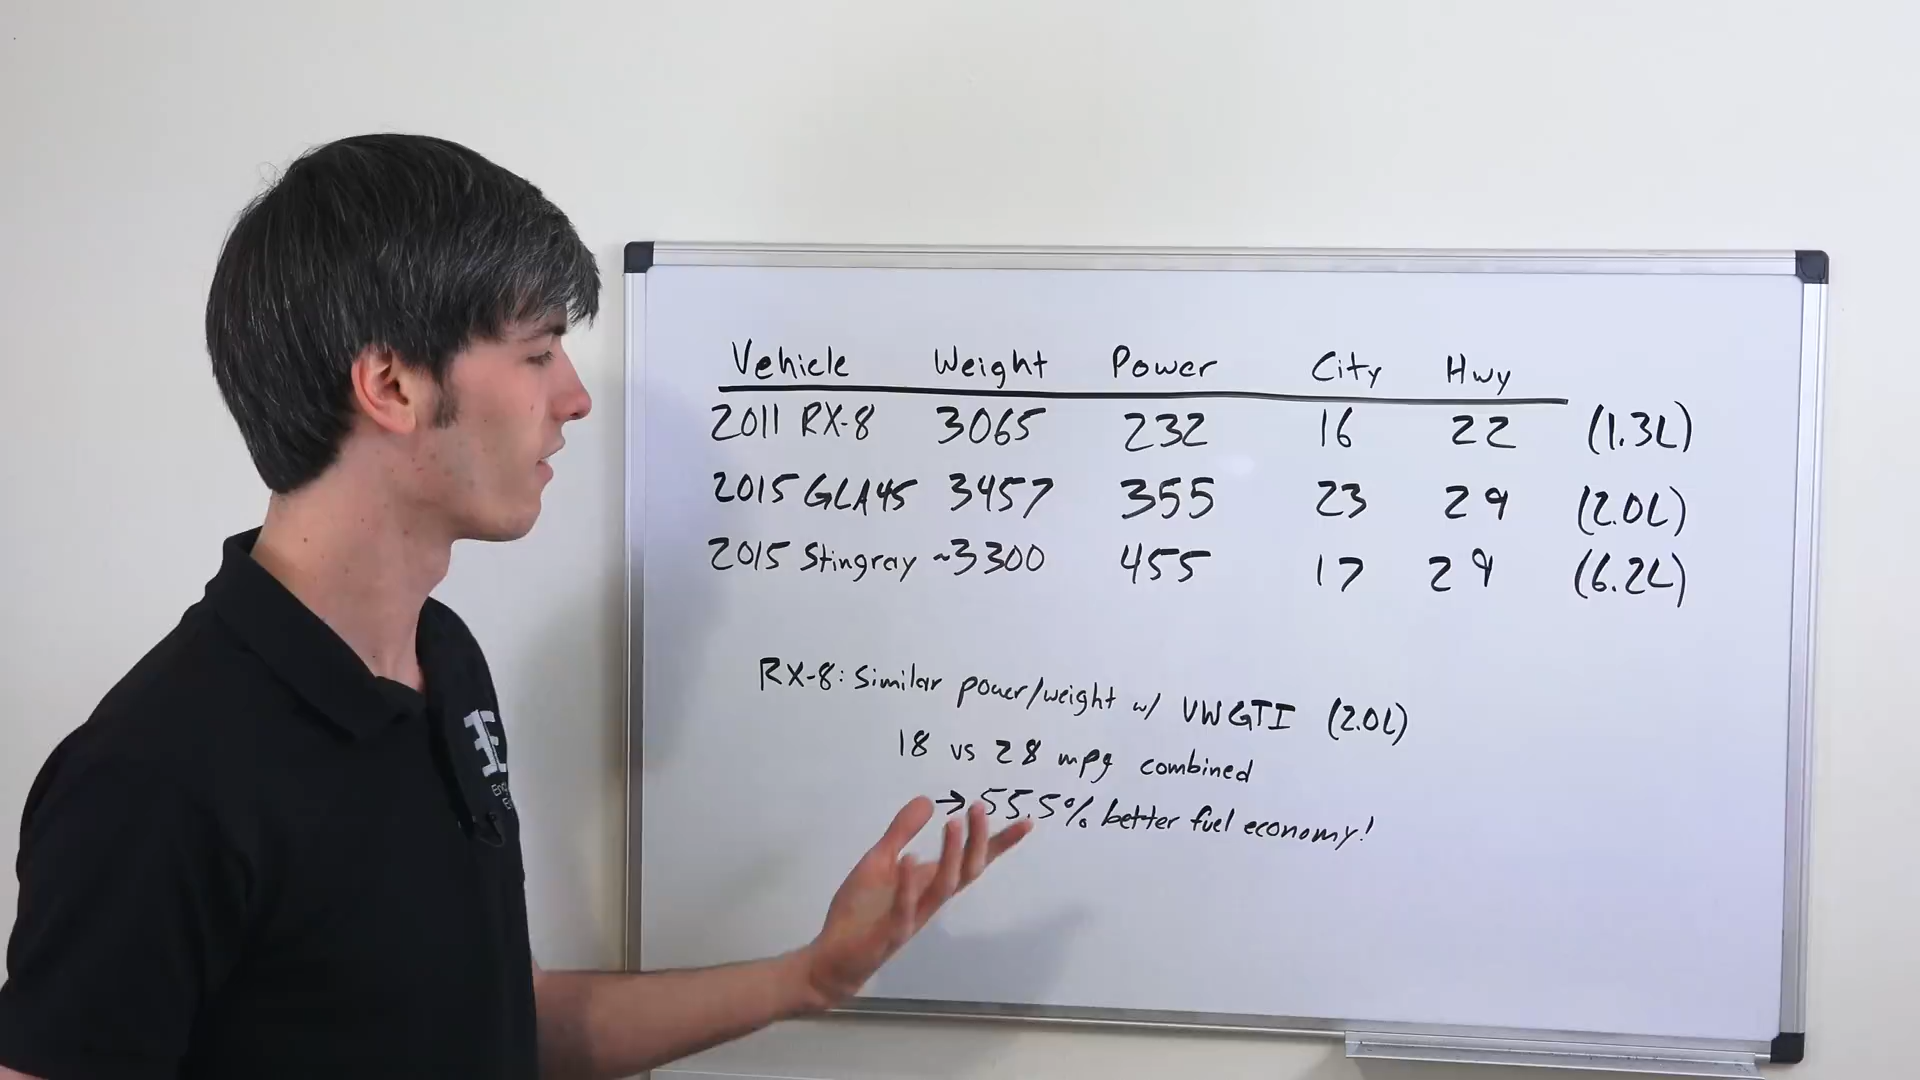 Vehicle Weight Power City Hwy
2011 RX-8 3065 232 16 22 (1.3L)
2015 GLA45 3457 355 23 29 (2.0L)
2015 Stingray ~3300 455 17 29 (6.2L)
RX-8: Similar power/weight w/ VW GTI (2.0L)
18 vs 28 mpg combined
→ 55.5% better fuel economy!